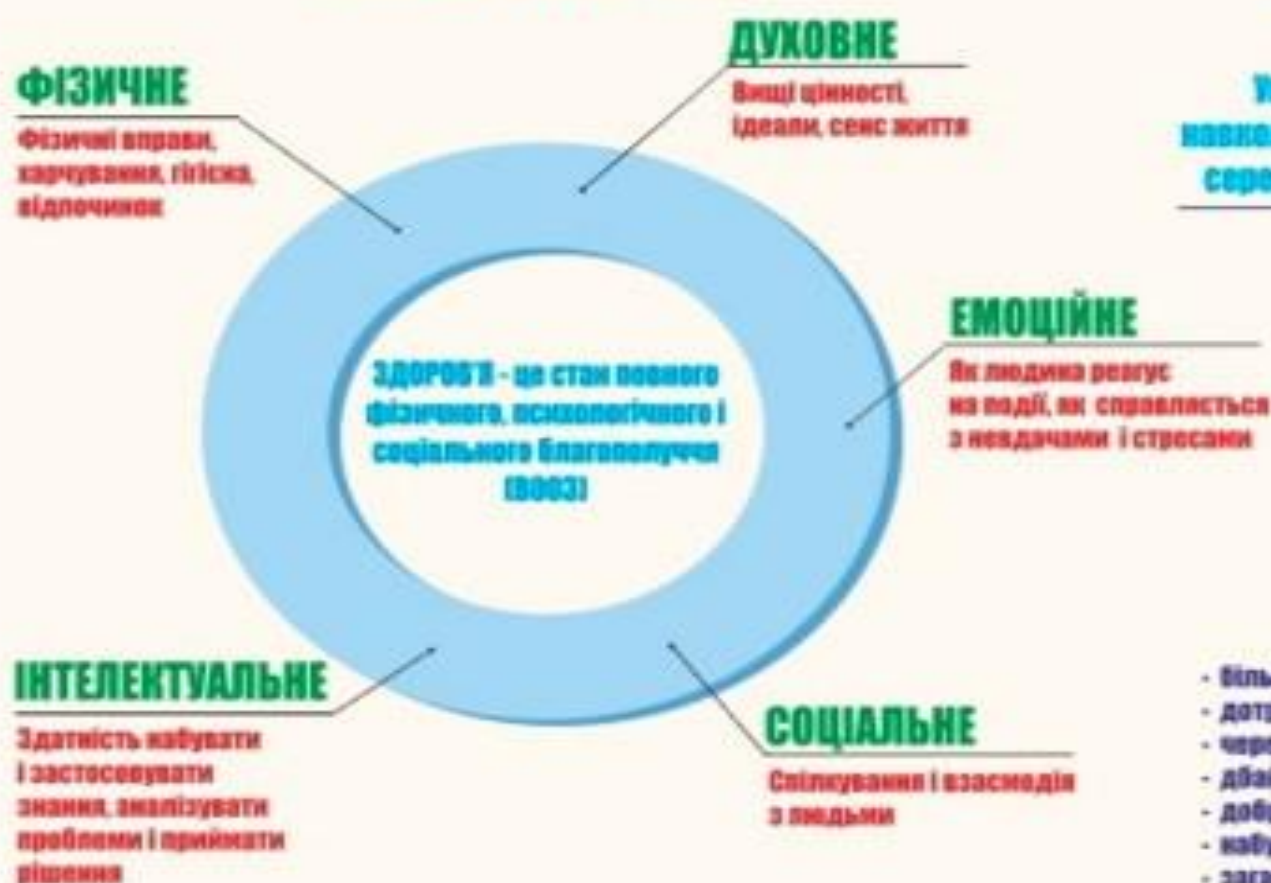 ФІЗИЧНЕ
Фізичні вправи,
харчування, гігієна,
відпочинок
ДУХОВНЕ
Вищі цінності,
ідеали, сенс життя
ЕМОЦІЙНЕ
Як людина реагує
на події, як справляється
з невдачами і стресами
ЗДОРОВ'Я - це стан повного
фізичного, психологічного і
соціального благополуччя
(ВООЗ)
ІНТЕЛЕКТУАЛЬНЕ
Здатність набувати
і застосовувати
знання, аналізувати
проблеми і приймати
рішення
СОЦІАЛЬНЕ
Спілкування і взаємодія
з людьми